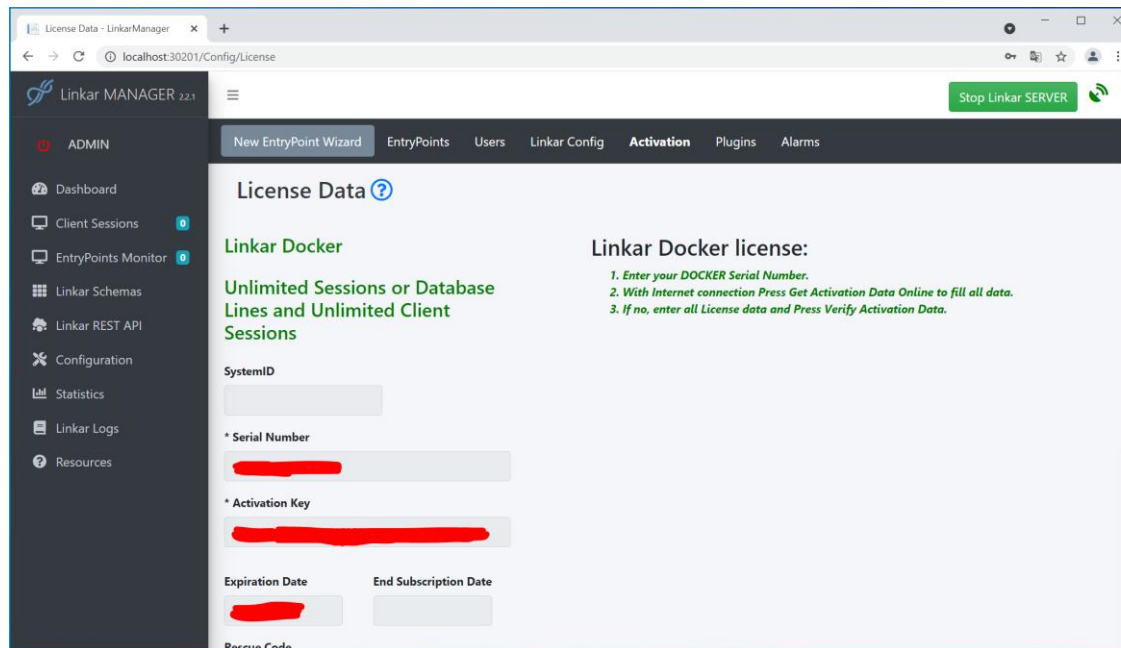 License Data - LinkarManager
localhost:30201/Config/License
Linkar MANAGER 2.2.1
Stop Linkar SERVER
ADMIN
New EntryPoint Wizard EntryPoints Users Linkar Config Activation Plugins Alarms
Dashboard
Client Sessions 0
EntryPoints Monitor 0
Linkar Schemas
Linkar REST API
Configuration
Statistics
Linkar Logs
Resources
License Data ?
Linkar Docker
Unlimited Sessions or Database
Lines and Unlimited Client
Sessions
SystemID
* Serial Number
* Activation Key
Expiration Date End Subscription Date
Rescue Code
Linkar Docker license:
1. Enter your DOCKER Serial Number.
2. With Internet connection Press Get Activation Data Online to fill all data.
3. If no, enter all License data and Press Verify Activation Data.